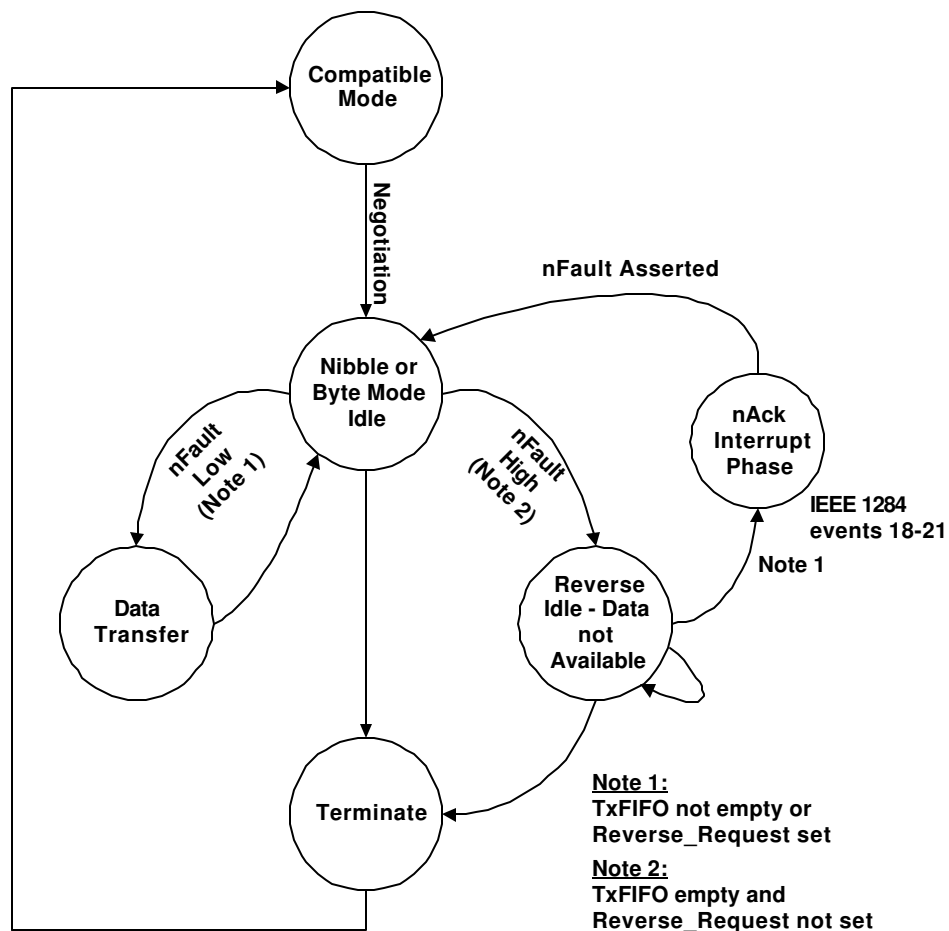 Compatible
Mode
Negotiation
nFault Asserted
Nibble or
Byte Mode
Idle
nFault
Low
(Note 1)
nFault
High
(Note 2)
nAck
Interrupt
Phase
IEEE 1284
events 18-21
Note 1
Data
Transfer
Reverse
Idle - Data
not
Available
Terminate
Note 1:
TxFIFO not empty or
Reverse_Request set
Note 2:
TxFIFO empty and
Reverse_Request not set